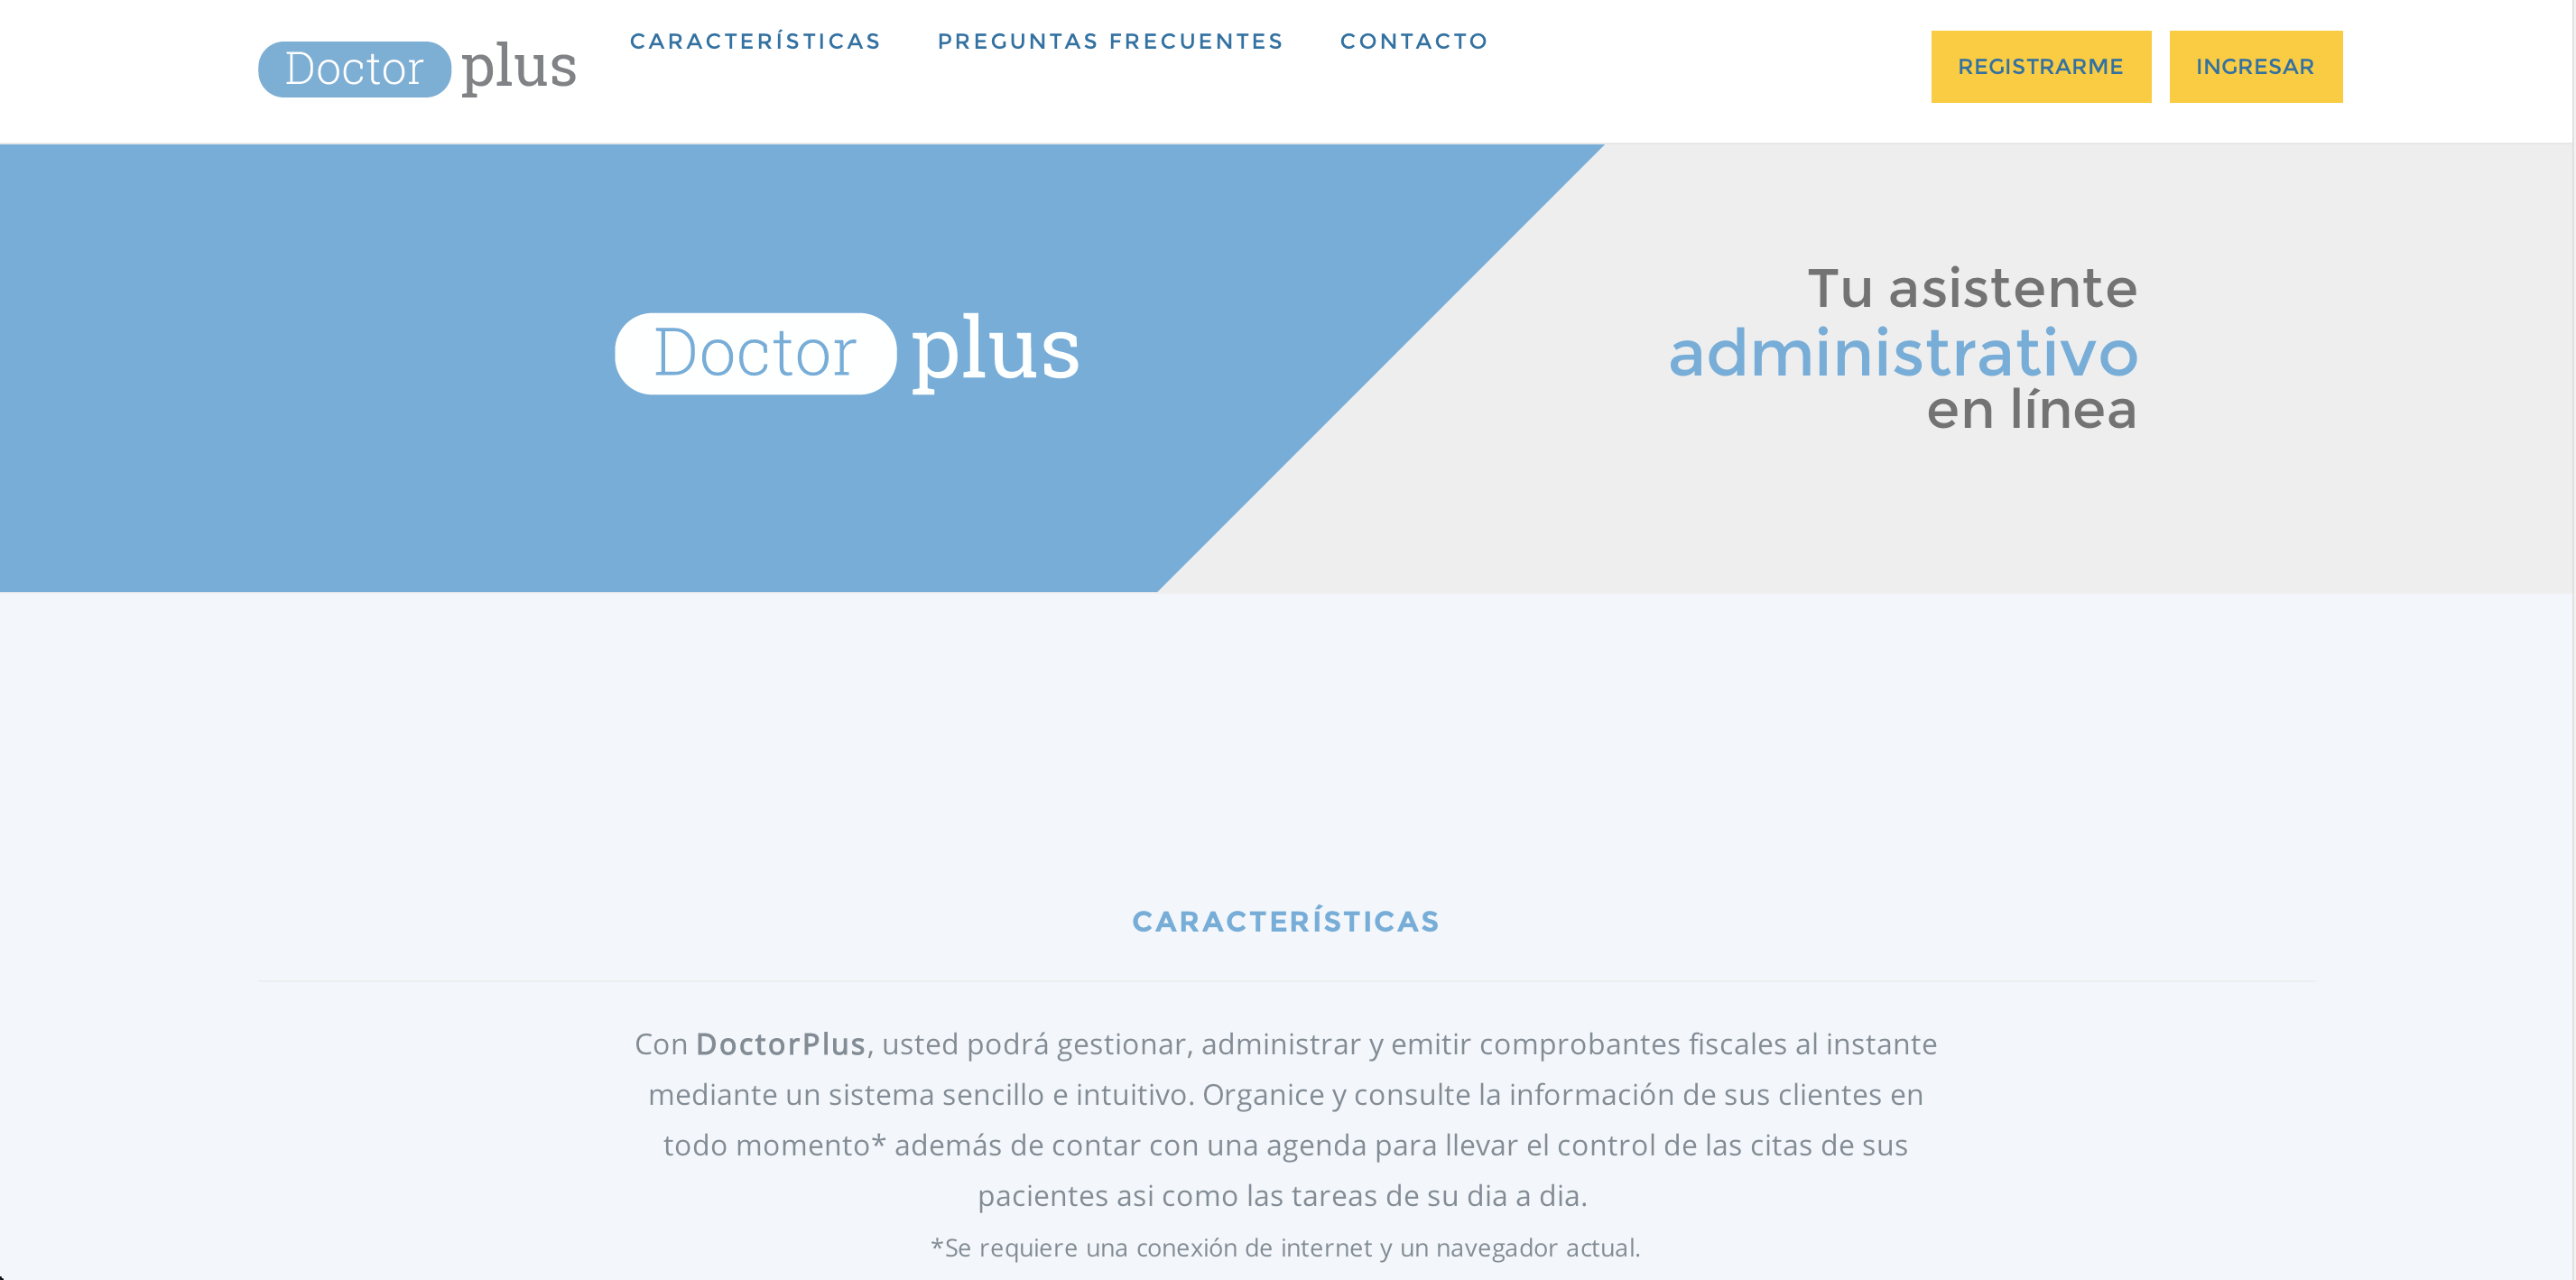 Doctor plus
CARACTERÍSTICAS
PREGUNTAS FRECUENTES
CONTACTO
REGISTRARME
INGRESAR
Doctor plus
Tu asistente
administrativo
en línea
CARACTERÍSTICAS
Con DoctorPlus, usted podrá gestionar, administrar y emitir comprobantes fiscales al instante
mediante un sistema sencillo e intuitivo. Organice y consulte la información de sus clientes en
todo momento* además de contar con una agenda para llevar el control de las citas de sus
pacientes asi como las tareas de su dia a dia.
*Se requiere una conexión de internet y un navegador actual.